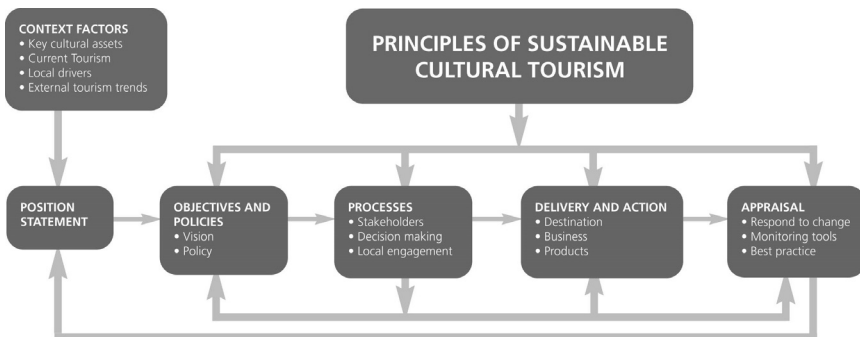 CONTEXT FACTORS
• Key cultural assets
• Current Tourism
• Local drivers
• External tourism trends
PRINCIPLES OF SUSTAINABLE
CULTURAL TOURISM
POSITION
STATEMENT
OBJECTIVES AND
POLICIES
• Vision
• Policy
PROCESSES
• Stakeholders
• Decision making
• Local engagement
DELIVERY AND ACTION
• Destination
• Business
• Products
APPRAISAL
• Respond to change
• Monitoring tools
• Best practice